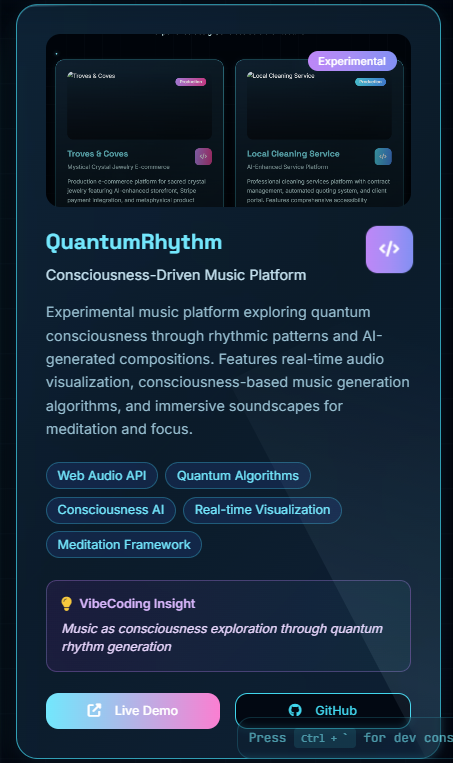 Experimental
Troves & Coves
Local Cleaning Service
Production
Production
Troves & Coves
Local Cleaning Service
Mystical Crystal Jewelry E-commerce
AI-Enhanced Service Platform
Production e-commerce platform for sacred crystal
jewelry featuring AI-enhanced storefront, Stripe
payment integration, and metaphysical product
Professional cleaning services platform with contract
management, automated quoting system, and client
portal. Features comprehensive accessibility
QuantumRhythm
</>
Consciousness-Driven Music Platform
Experimental music platform exploring quantum
consciousness through rhythmic patterns and AI-
generated compositions. Features real-time audio
visualization, consciousness-based music generation
algorithms, and immersive soundscapes for
meditation and focus.
Web Audio API
Quantum Algorithms
Consciousness AI
Real-time Visualization
Meditation Framework
VibeCoding Insight
Music as consciousness exploration through quantum
rhythm generation
Live Demo
GitHub
Press Ctrl + ` for dev cons